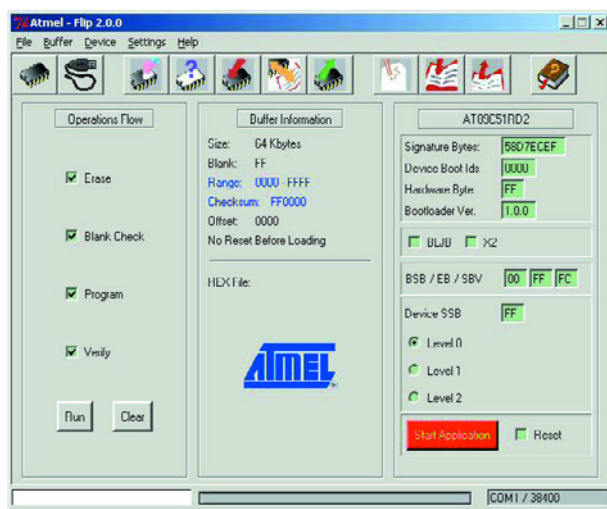 Atmel - Flip 2.0.0
File Buffer Device Settings Help
Operations Flow
Erase
Blank Check
Program
Verify
Run Clear
Buffer Information
Size: 64 Kbytes
Blank: FF
Range: 0000 - FFFF
Checksum: FF0000
Offset: 0000
No Reset Before Loading
HEX File:
ATMEL
AT89C51RD2
Signature Bytes: 58D7ECEF
Device Boot Ids 0000
Hardware Byte FF
Bootloader Ver. 1.0.0
BLJB X2
BSB / EB / SBV 00 FF FC
Device SSB FF
Level 0
Level 1
Level 2
Start Application Reset
COM1 / 38400